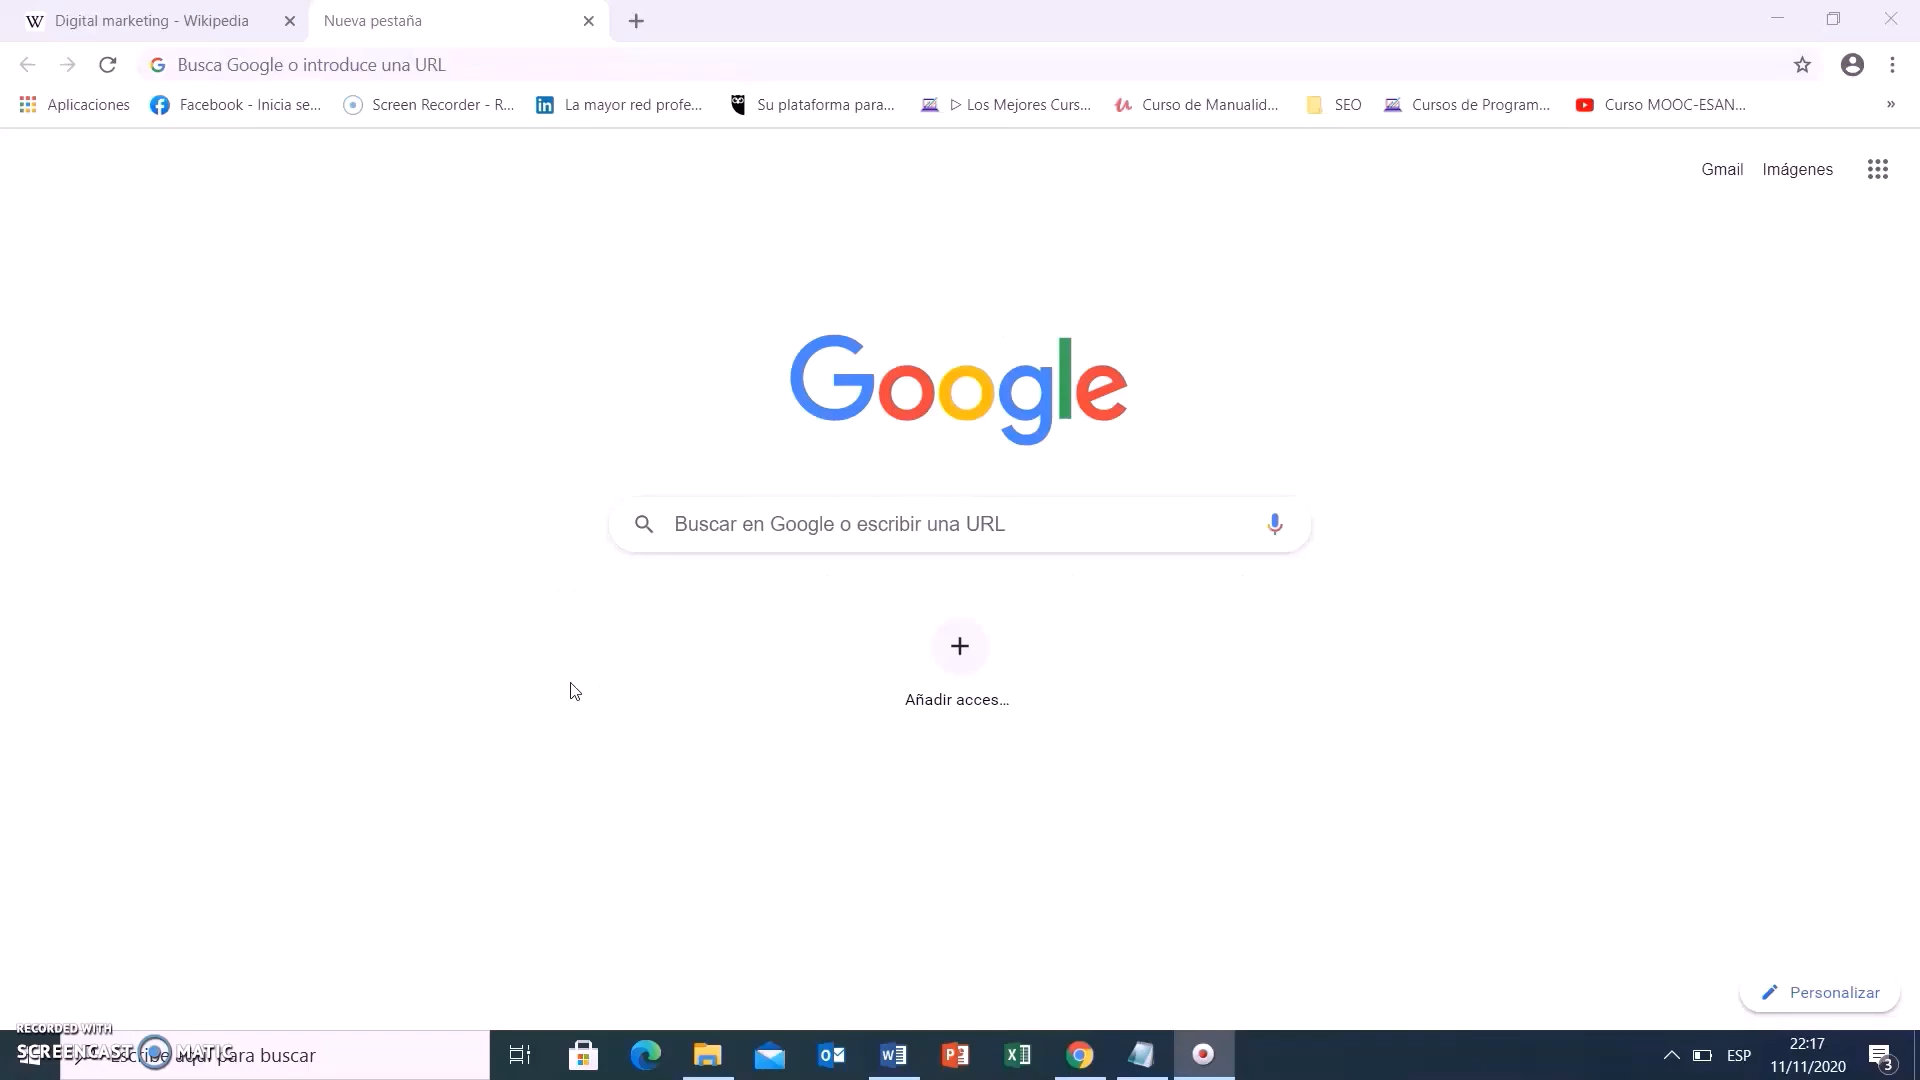 Digital marketing - Wikipedia
Nueva pestaña
Busca Google o introduce una URL
Aplicaciones
Facebook - Inicia se...
Screen Recorder - R...
La mayor red profe...
Su plataforma para...
▷ Los Mejores Curs...
Curso de Manualid...
SEO
Cursos de Program...
Curso MOOC-ESAN...
»
Gmail
Imágenes
Google
Buscar en Google o escribir una URL
Añadir acces...
Personalizar
RECORDED WITH
SCREENCAST MATIC
Escribe aquí para buscar
ESP
22:17
11/11/2020
3